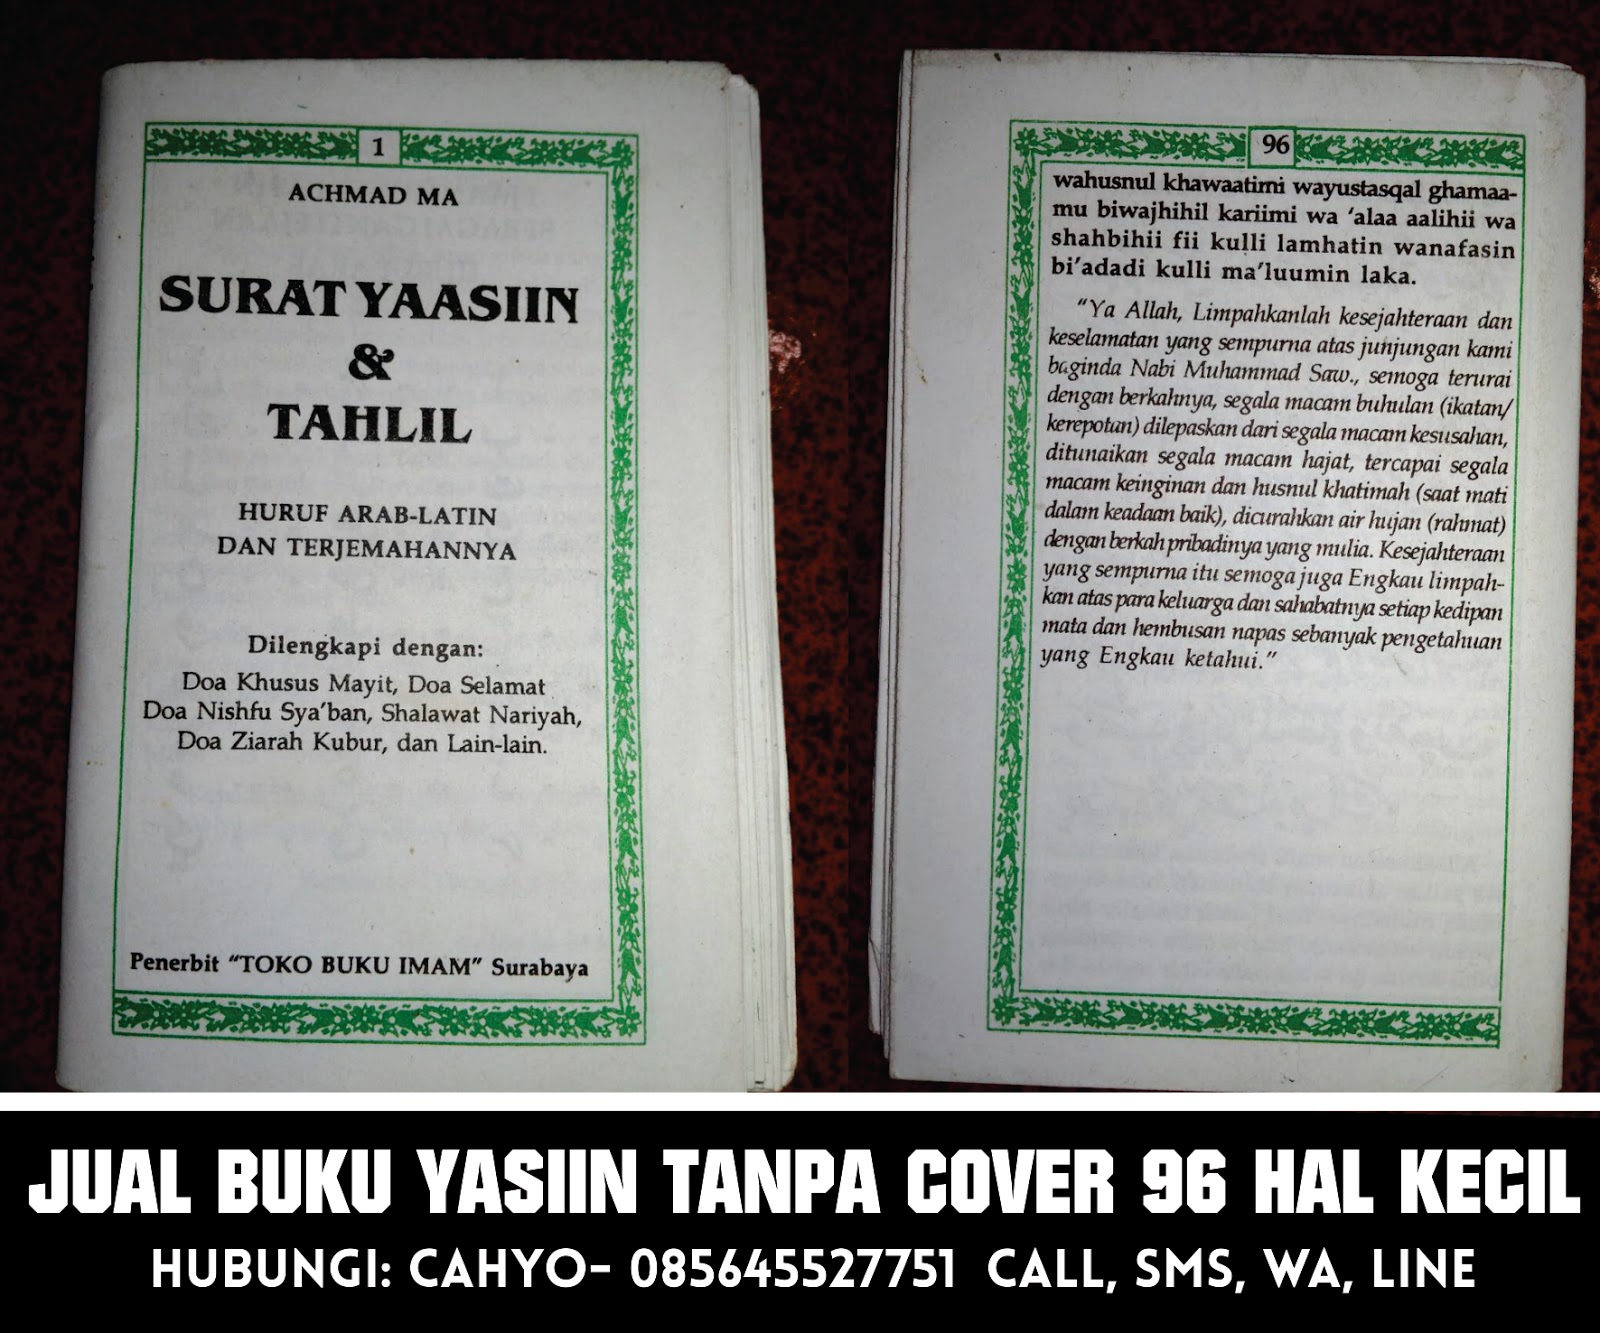 1
ACHMAD MA
SURAT YAASIIN
&
TAHLIL
HURUF ARAB-LATIN
DAN TERJEMAHANNYA
Dilengkapi dengan:
Doa Khusus Mayit, Doa Selamat
Doa Nishfu Sya'ban, Shalawat Nariyah,
Doa Ziarah Kubur, dan Lain-lain.
Penerbit "TOKO BUKU IMAM" Surabaya
96
wahusnul khawaatimi wayustasqal ghamaa-
mu biwajhihil kariimi wa 'alaa aalihii wa
shahbihii fii kulli lamhatin wanafasin
bi'adadi kulli ma'luumin laka.
"Ya Allah, Limpahkanlah kesejahteraan dan
keselamatan yang sempurna atas junjungan kami
baginda Nabi Muhammad Saw., semoga terurai
dengan berkahnya, segala macam buhulan (ikatan/
kerepotan) dilepaskan dari segala macam kesusahan,
ditunaikan segala macam hajat, tercapai segala
macam keinginan dan husnul khatimah (saat mati
dalam keadaan baik), dicurahkan air hujan (rahmat)
dengan berkah pribadinya yang mulia. Kesejahteraan
yang sempurna itu semoga juga Engkau limpah-
kan atas para keluarga dan sahabatnya setiap kedipan
mata dan hembusan napas sebanyak pengetahuan
yang Engkau ketahui."
JUAL BUKU YASIIN TANPA COVER 96 HAL KECIL
HUBUNGI: CAHYO- 085645527751 CALL, SMS, WA, LINE